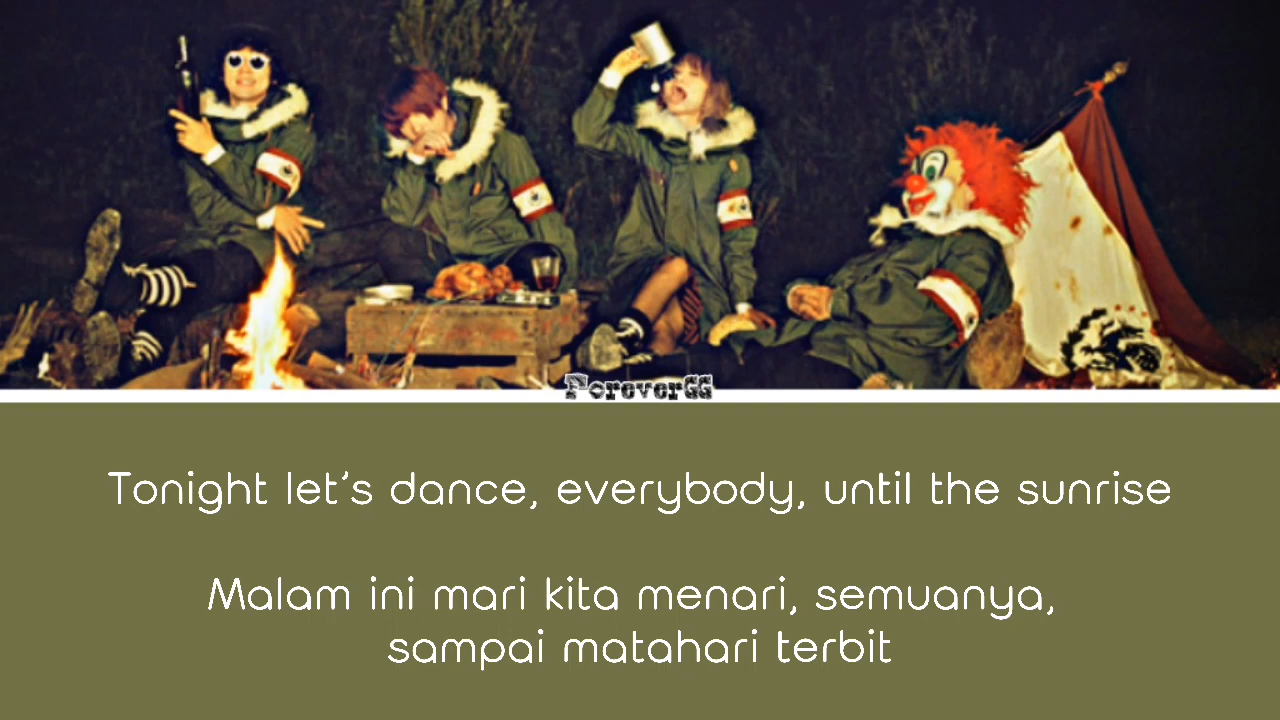 ForeverGG
Tonight let's dance, everybody, until the sunrise
Malam ini mari kita menari, semuanya,
sampai matahari terbit